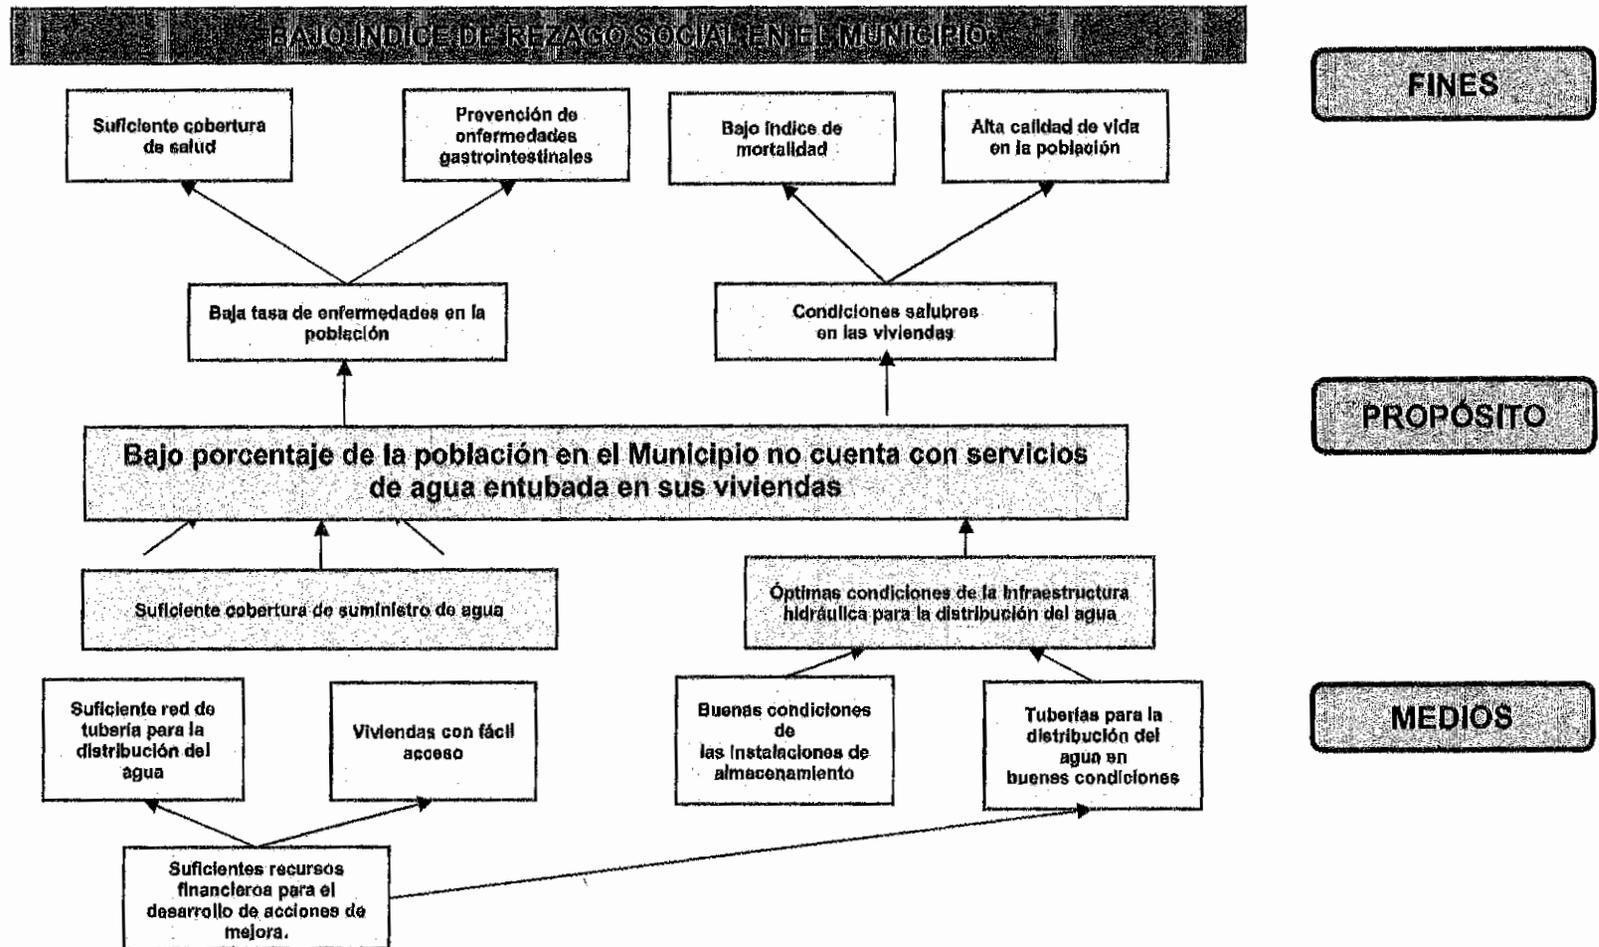 BAJO ÍNDICE DE REZAGO SOCIAL EN EL MUNICIPIO
FINES
Suficiente cobertura
de salud
Prevención de
enfermedades
gastrointestinales
Bajo índice de
mortalidad
Alta calidad de vida
en la población
Baja tasa de enfermedades en la
población
Condiciones salubres
en las viviendas
PROPÓSITO
Bajo porcentaje de la población en el Municipio no cuenta con servicios
de agua entubada en sus viviendas
Suficiente cobertura de suministro de agua
Óptimas condiciones de la infraestructura
hidráulica para la distribución del agua
MEDIOS
Suficiente red de
tubería para la
distribución del
agua
Viviendas con fácil
acceso
Buenas condiciones
de
las instalaciones de
almacenamiento
Tuberías para la
distribución del
agua en
buenas condiciones
Suficientes recursos
financieros para el
desarrollo de acciones de
mejora.